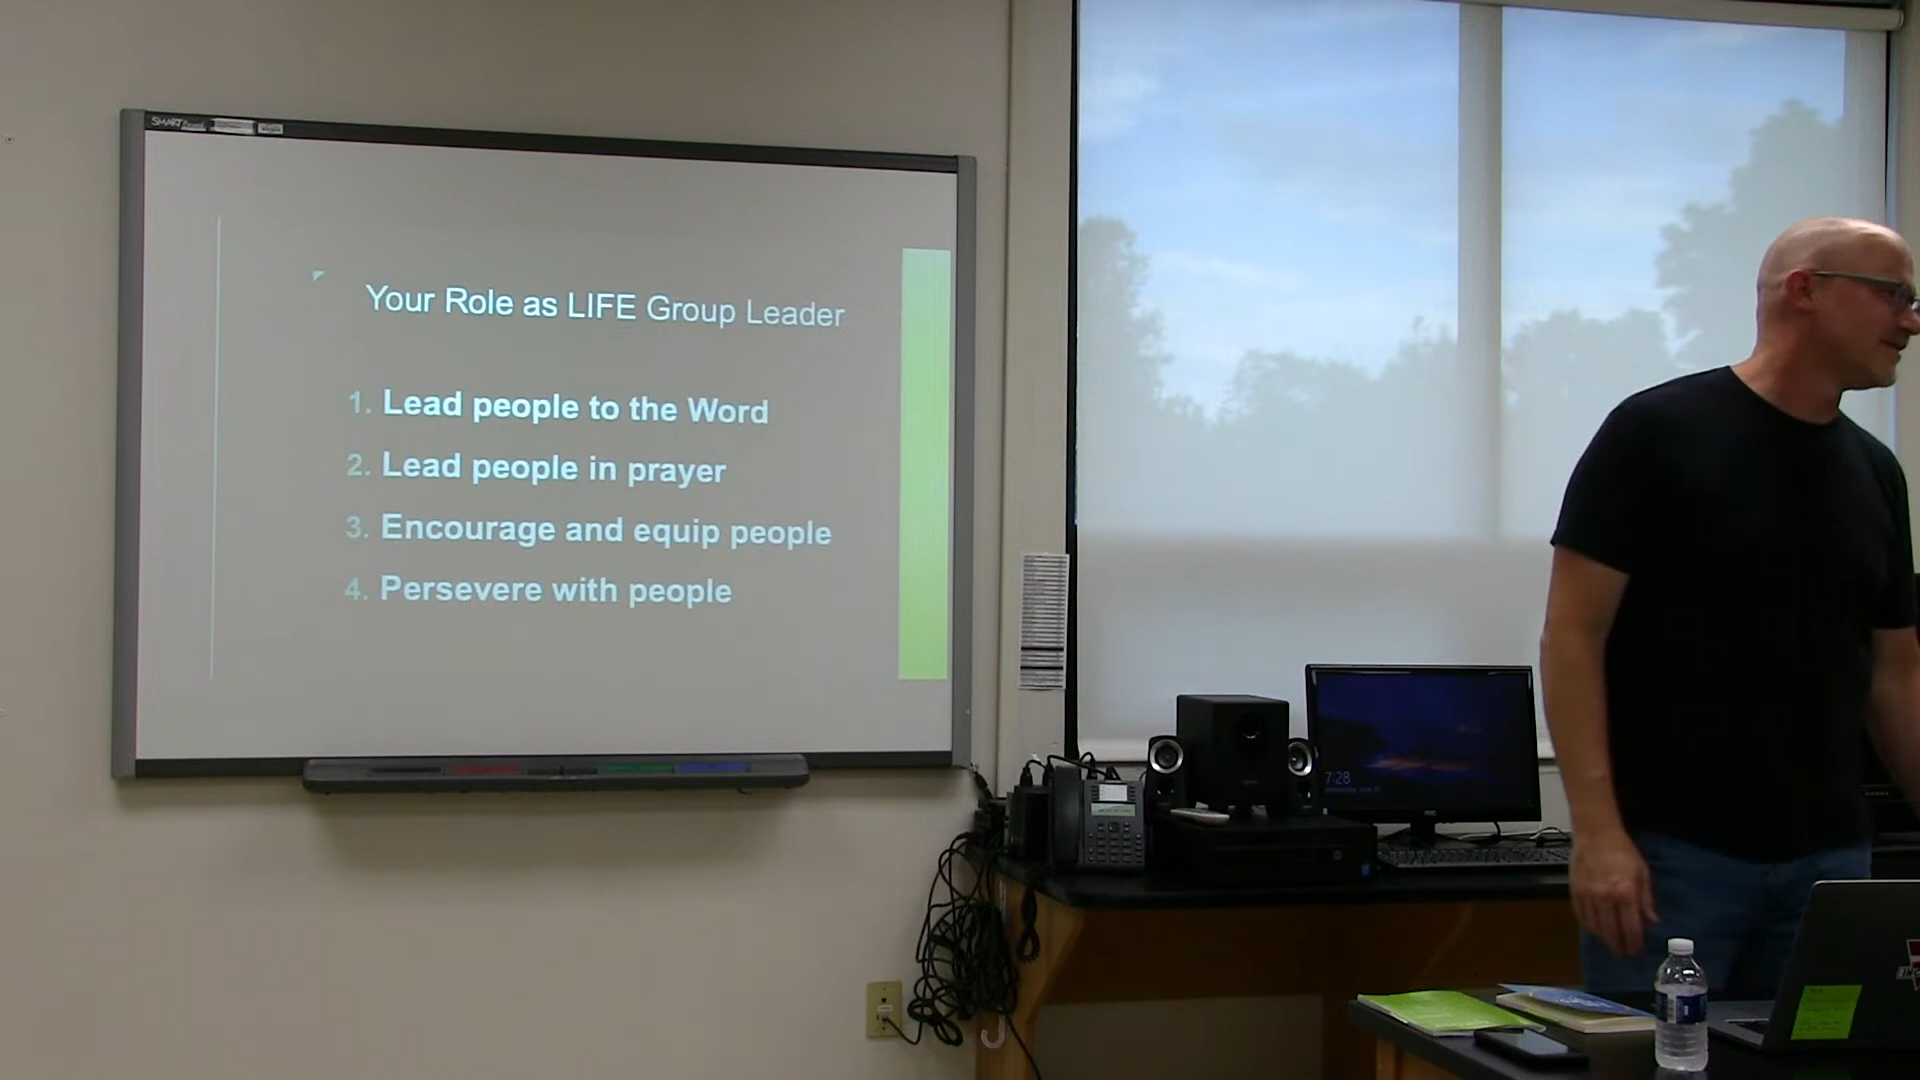 SMART
Your Role as LIFE Group Leader
1. Lead people to the Word
2. Lead people in prayer
3. Encourage and equip people
4. Persevere with people
7:28